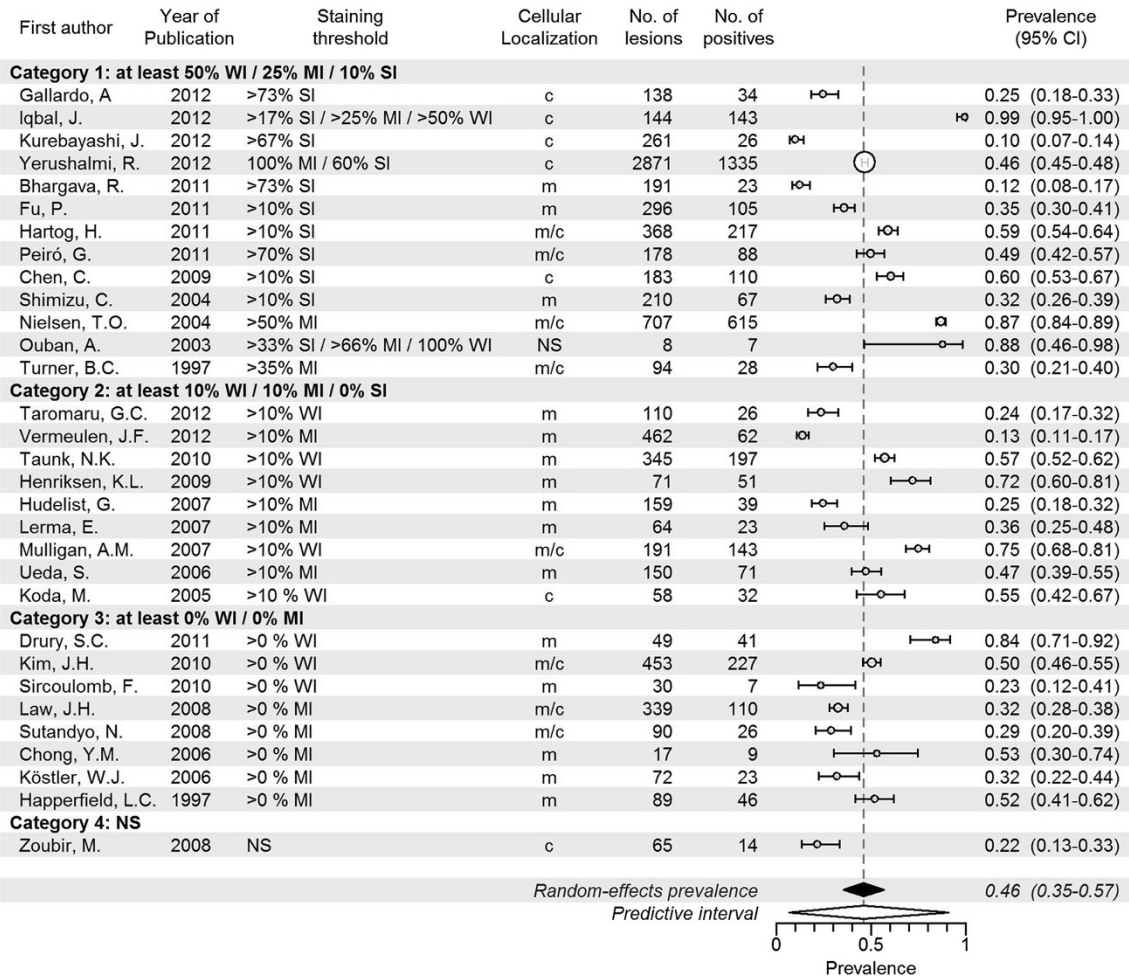 First author Year of Publication Staining threshold Cellular Localization No. of lesions No. of positives Prevalence (95% CI)
Category 1: at least 50% WI / 25% MI / 10% SI
Gallardo, A 2012 >73% SI c 138 34 0.25 (0.18-0.33)
Iqbal, J. 2012 >17% SI / >25% MI / >50% WI c 144 143 0.99 (0.95-1.00)
Kurebayashi, J. 2012 >67% SI c 261 26 0.10 (0.07-0.14)
Yerushalmi, R. 2012 100% MI / 60% SI c 2871 1335 0.46 (0.45-0.48)
Bhargava, R. 2011 >73% SI m 191 23 0.12 (0.08-0.17)
Fu, P. 2011 >10% SI m 296 105 0.35 (0.30-0.41)
Hartog, H. 2011 >10% SI m/c 368 217 0.59 (0.54-0.64)
Peiró, G. 2011 >70% SI m/c 178 88 0.49 (0.42-0.57)
Chen, C. 2009 >10% SI c 183 110 0.60 (0.53-0.67)
Shimizu, C. 2004 >10% SI m 210 67 0.32 (0.26-0.39)
Nielsen, T.O. 2004 >50% MI m/c 707 615 0.87 (0.84-0.89)
Ouban, A. 2003 >33% SI / >66% MI / 100% WI NS 8 7 0.88 (0.46-0.98)
Turner, B.C. 1997 >35% MI m/c 94 28 0.30 (0.21-0.40)
Category 2: at least 10% WI / 10% MI / 0% SI
Taromaru, G.C. 2012 >10% WI m 110 26 0.24 (0.17-0.32)
Vermeulen, J.F. 2012 >10% MI m 462 62 0.13 (0.11-0.17)
Taunk, N.K. 2010 >10% WI m 345 197 0.57 (0.52-0.62)
Henriksen, K.L. 2009 >10% WI m 71 51 0.72 (0.60-0.81)
Hudelist, G. 2007 >10% MI m 159 39 0.25 (0.18-0.32)
Lerma, E. 2007 >10% MI m 64 23 0.36 (0.25-0.48)
Mulligan, A.M. 2007 >10% WI m/c 191 143 0.75 (0.68-0.81)
Ueda, S. 2006 >10% MI m 150 71 0.47 (0.39-0.55)
Koda, M. 2005 >10 % WI c 58 32 0.55 (0.42-0.67)
Category 3: at least 0% WI / 0% MI
Drury, S.C. 2011 >0 % WI m 49 41 0.84 (0.71-0.92)
Kim, J.H. 2010 >0 % WI m/c 453 227 0.50 (0.46-0.55)
Sircoulomb, F. 2010 >0 % WI m 30 7 0.23 (0.12-0.41)
Law, J.H. 2008 >0 % MI m/c 339 110 0.32 (0.28-0.38)
Sutandyo, N. 2008 >0 % MI m/c 90 26 0.29 (0.20-0.39)
Chong, Y.M. 2006 >0 % MI m 17 9 0.53 (0.30-0.74)
Köstler, W.J. 2006 >0 % MI m 72 23 0.32 (0.22-0.44)
Happerfield, L.C. 1997 >0 % MI m 89 46 0.52 (0.41-0.62)
Category 4: NS
Zoubir, M. 2008 NS c 65 14 0.22 (0.13-0.33)
Random-effects prevalence 0.46 (0.35-0.57)
Predictive interval
0 0.5 1
Prevalence